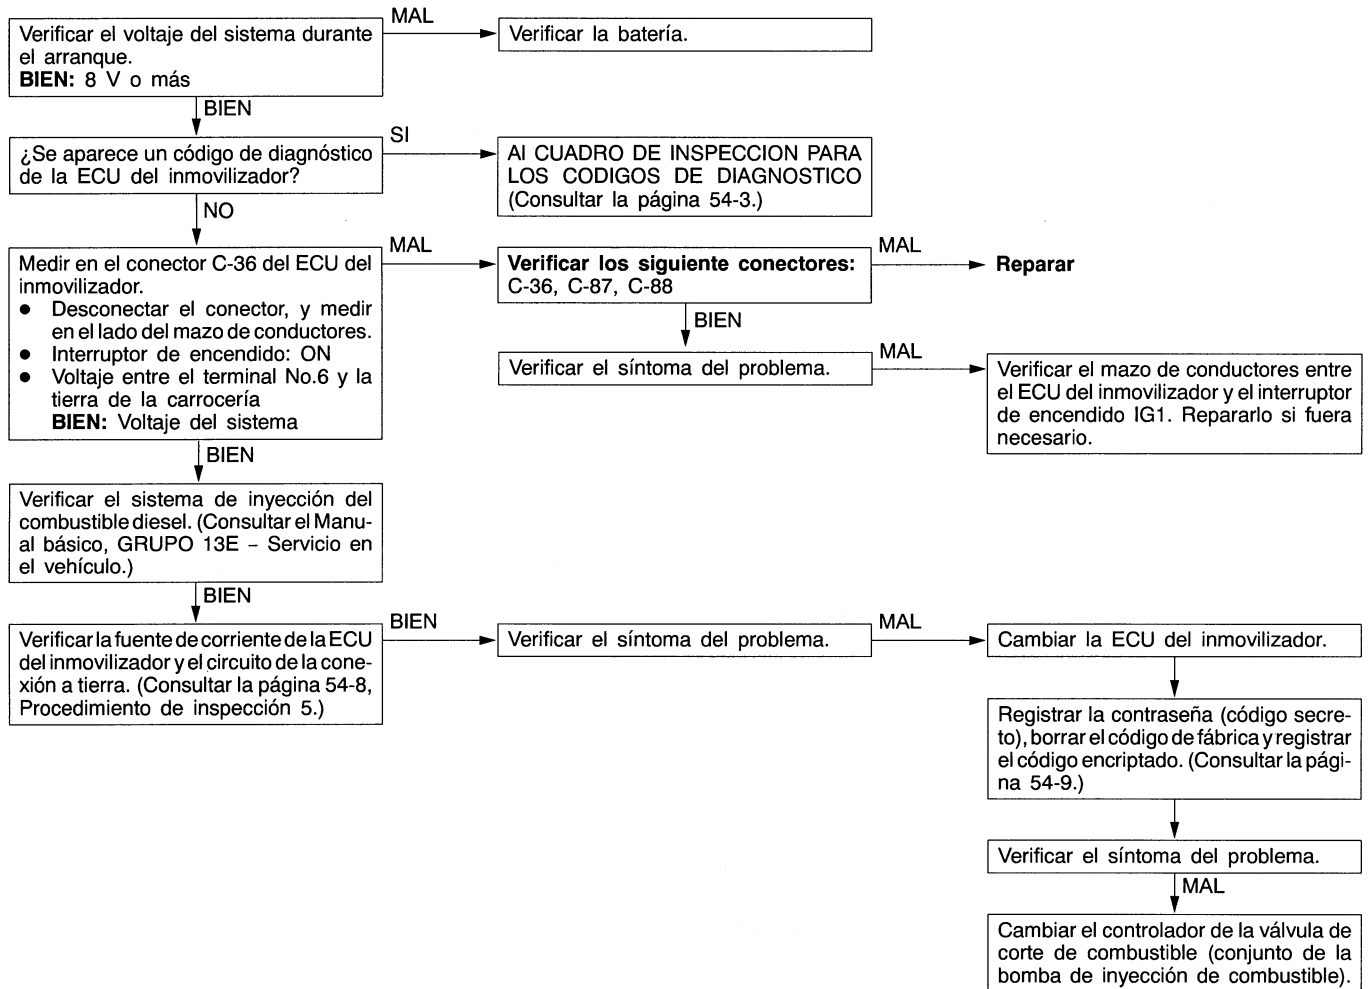 Verificar el voltaje del sistema durante
el arranque.
BIEN: 8 V o más
MAL
Verificar la batería.
BIEN
¿Se aparece un código de diagnóstico
de la ECU del inmovilizador?
SI
Al CUADRO DE INSPECCION PARA
LOS CODIGOS DE DIAGNOSTICO
(Consultar la página 54-3.)
NO
Medir en el conector C-36 del ECU del
inmovilizador.
● Desconectar el conector, y medir
en el lado del mazo de conductores.
● Interruptor de encendido: ON
● Voltaje entre el terminal No.6 y la
tierra de la carrocería
BIEN: Voltaje del sistema
MAL
Verificar los siguiente conectores:
C-36, C-87, C-88
MAL
Reparar
BIEN
Verificar el síntoma del problema.
MAL
Verificar el mazo de conductores entre
el ECU del inmovilizador y el interruptor
de encendido IG1. Repararlo si fuera
necesario.
BIEN
Verificar el sistema de inyección del
combustible diesel. (Consultar el Manu-
al básico, GRUPO 13E – Servicio en
el vehículo.)
BIEN
Verificar la fuente de corriente de la ECU
del inmovilizador y el circuito de la cone-
xión a tierra. (Consultar la página 54-8,
Procedimiento de inspección 5.)
BIEN
Verificar el síntoma del problema.
MAL
Cambiar la ECU del inmovilizador.
Registrar la contraseña (código secre-
to), borrar el código de fábrica y registrar
el código encriptado. (Consultar la pági-
na 54-9.)
Verificar el síntoma del problema.
MAL
Cambiar el controlador de la válvula de
corte de combustible (conjunto de la
bomba de inyección de combustible).